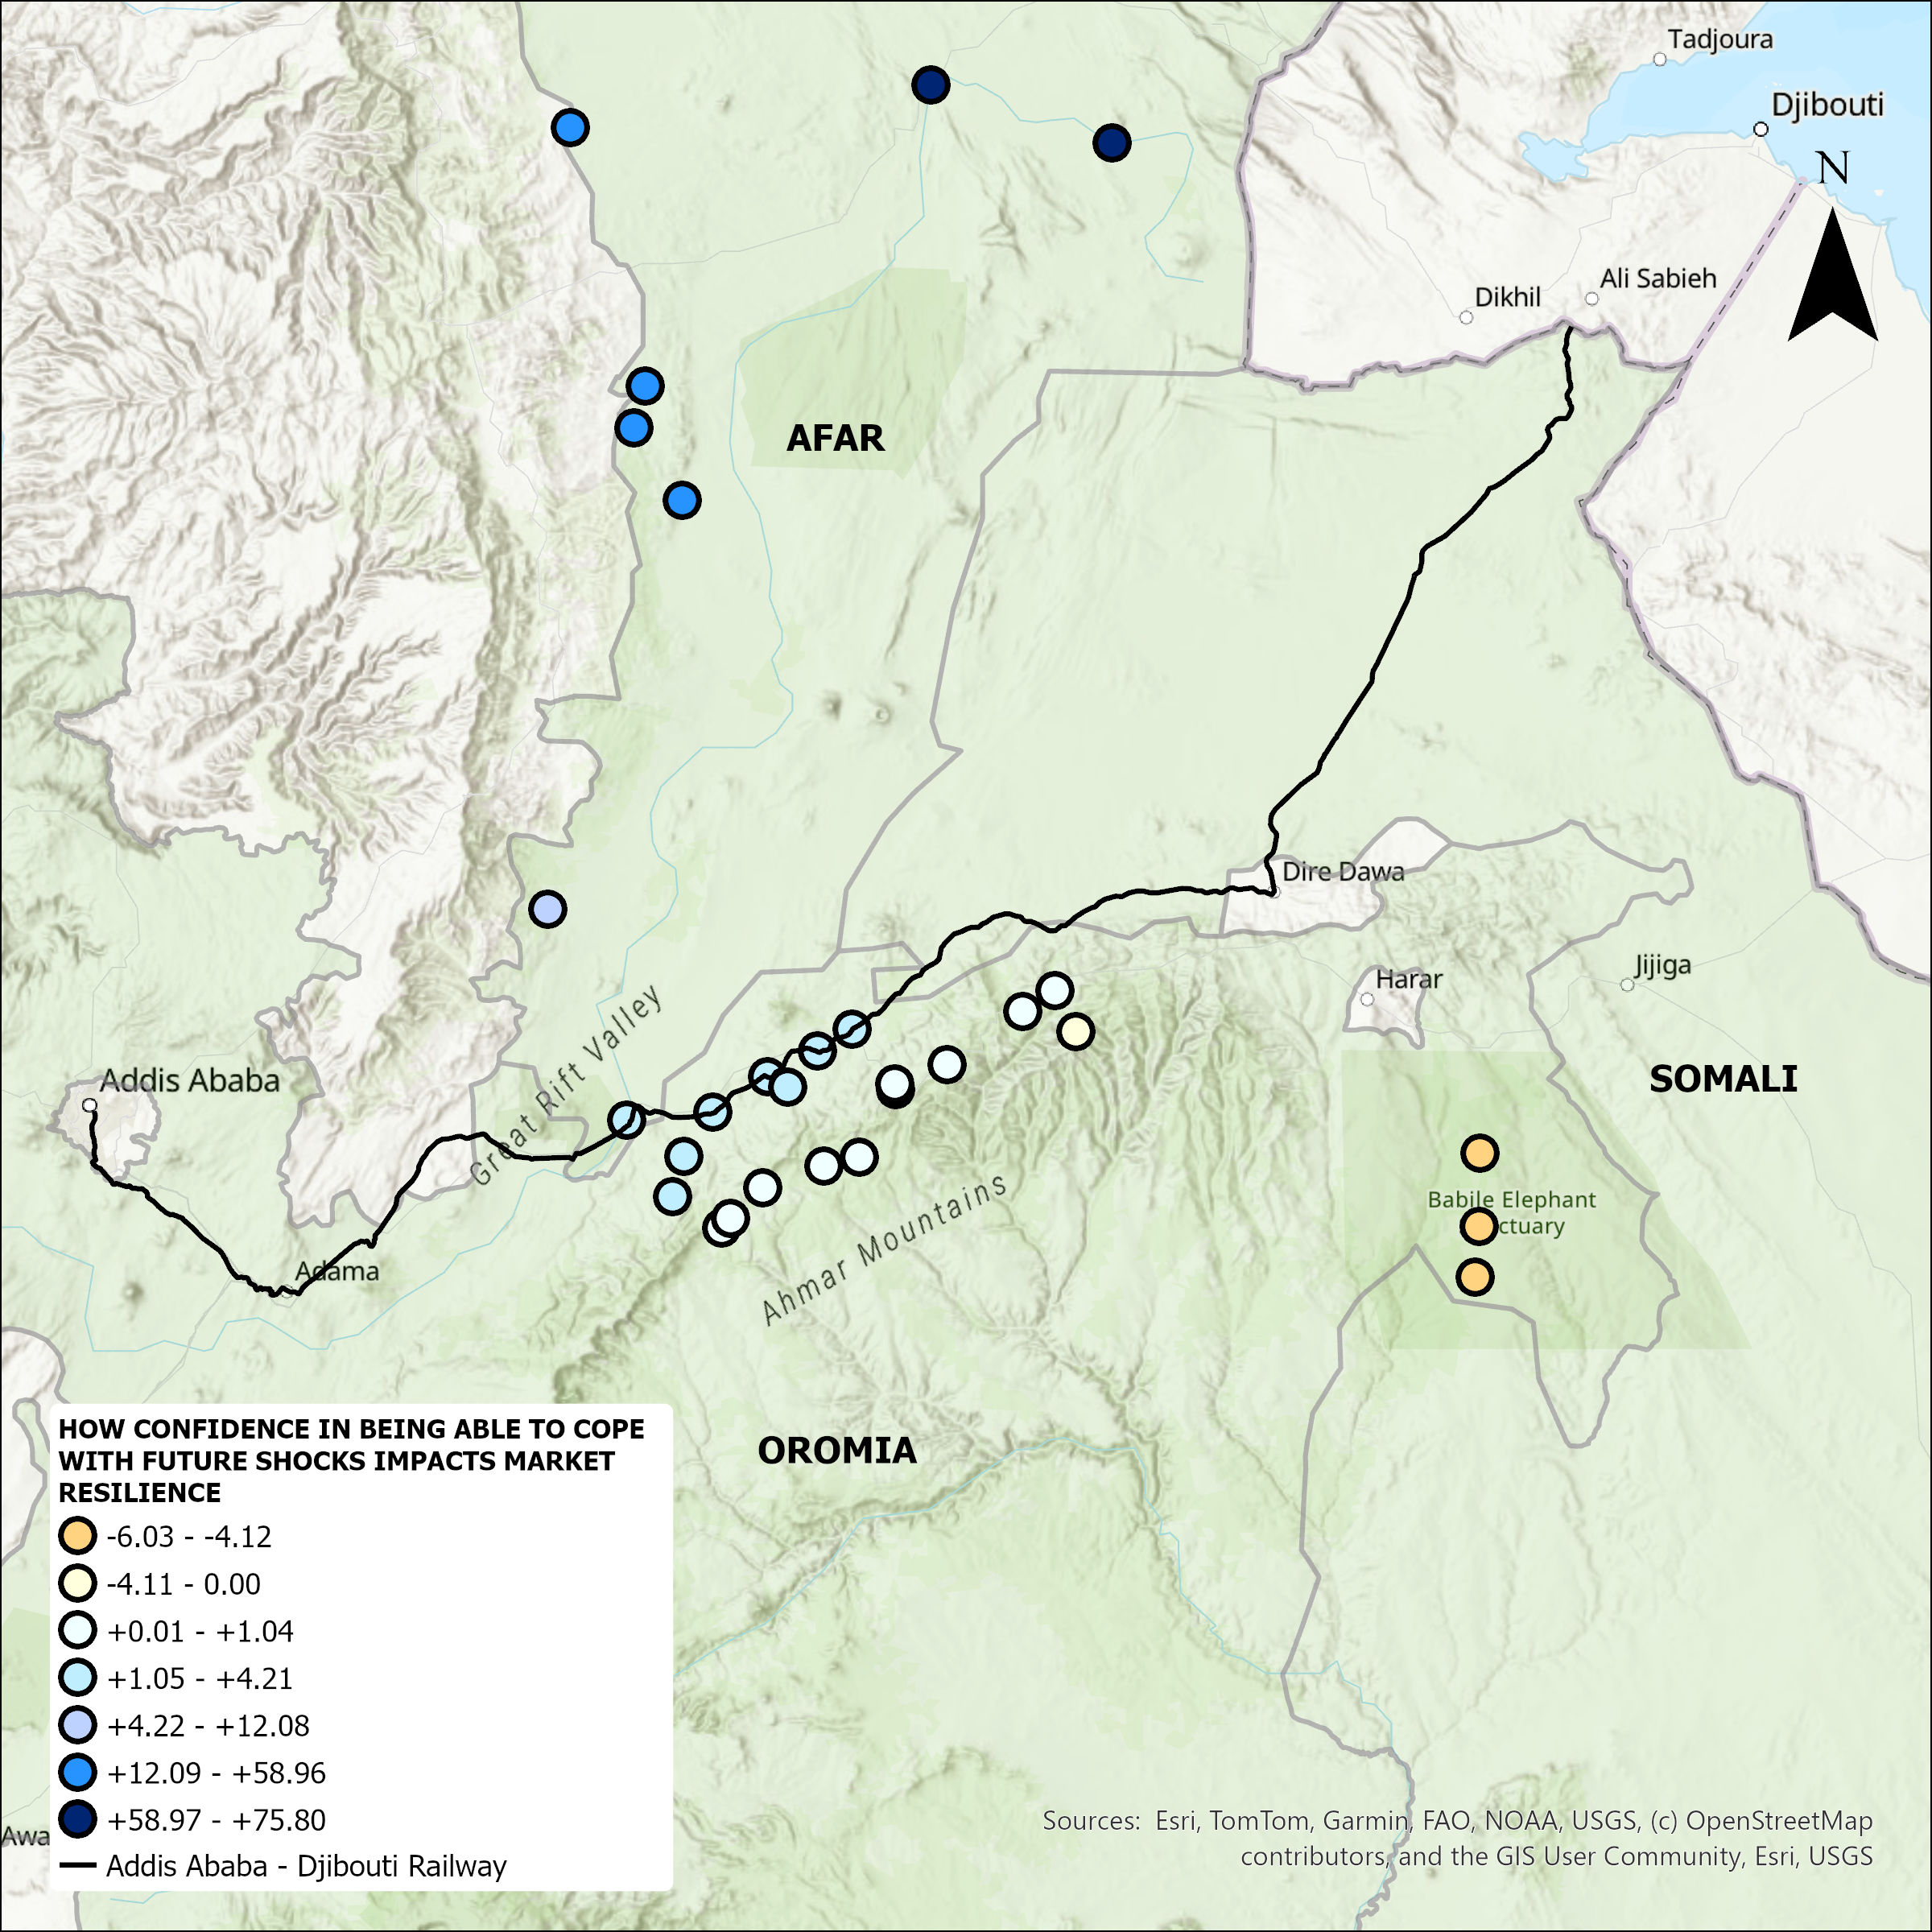 Tadjoura
Djibouti
N
Ali Sabieh
Dikhil
AFAR
Dire Dawa
Harar
Jijiga
Great Rift Valley
Addis Ababa
SOMALI
Babile Elephant
ctuary
Ahmar Mountains
Adama
OROMIA
HOW CONFIDENCE IN BEING ABLE TO COPE
WITH FUTURE SHOCKS IMPACTS MARKET
RESILIENCE
-6.03 - -4.12
-4.11 - 0.00
+0.01 - +1.04
+1.05 - +4.21
+4.22 - +12.08
+12.09 - +58.96
+58.97 - +75.80
Addis Ababa - Djibouti Railway
Awa
Sources: Esri, TomTom, Garmin, FAO, NOAA, USGS, (c) OpenStreetMap
contributors, and the GIS User Community, Esri, USGS